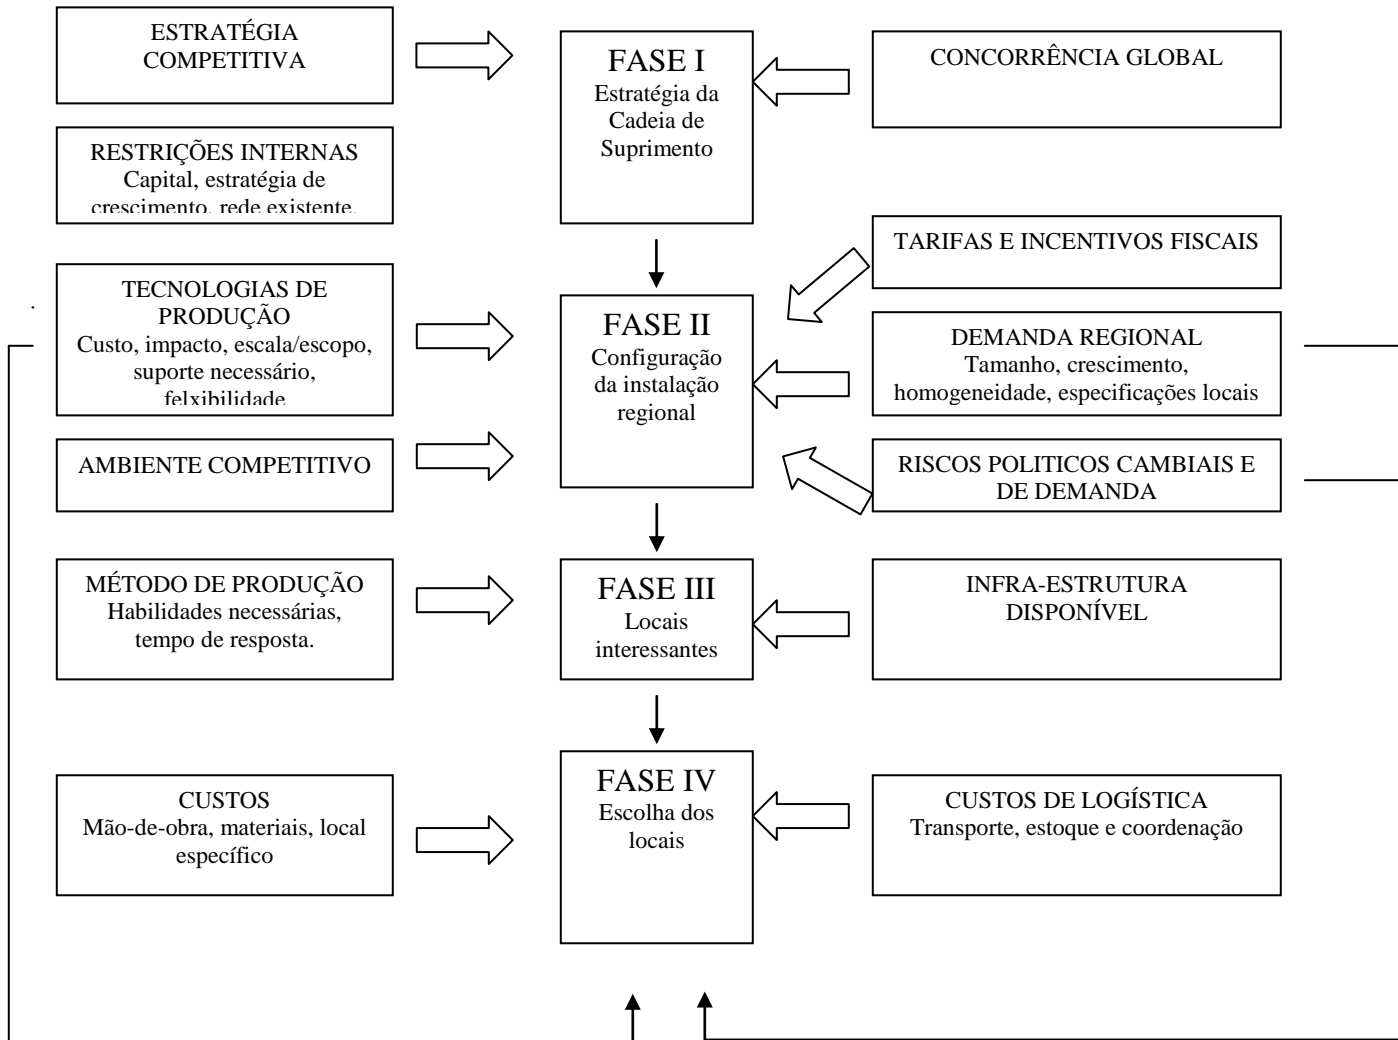 ESTRATÉGIA
COMPETITIVA
FASE I
Estratégia da
Cadeia de
Suprimento
CONCORRÊNCIA GLOBAL
RESTRIÇÕES INTERNAS
Capital, estratégia de
crescimento, rede existente.
TARIFAS E INCENTIVOS FISCAIS
TECNOLOGIAS DE
PRODUÇÃO
Custo, impacto, escala/escopo,
suporte necessário,
felxibilidade
FASE II
Configuração
da instalação
regional
DEMANDA REGIONAL
Tamanho, crescimento,
homogeneidade, especificações locais
AMBIENTE COMPETITIVO
RISCOS POLITICOS CAMBIAIS E
DE DEMANDA
MÉTODO DE PRODUÇÃO
Habilidades necessárias,
tempo de resposta.
FASE III
Locais
interessantes
INFRA-ESTRUTURA
DISPONÍVEL
CUSTOS
Mão-de-obra, materiais, local
específico
FASE IV
Escolha dos
locais
CUSTOS DE LOGÍSTICA
Transporte, estoque e coordenação